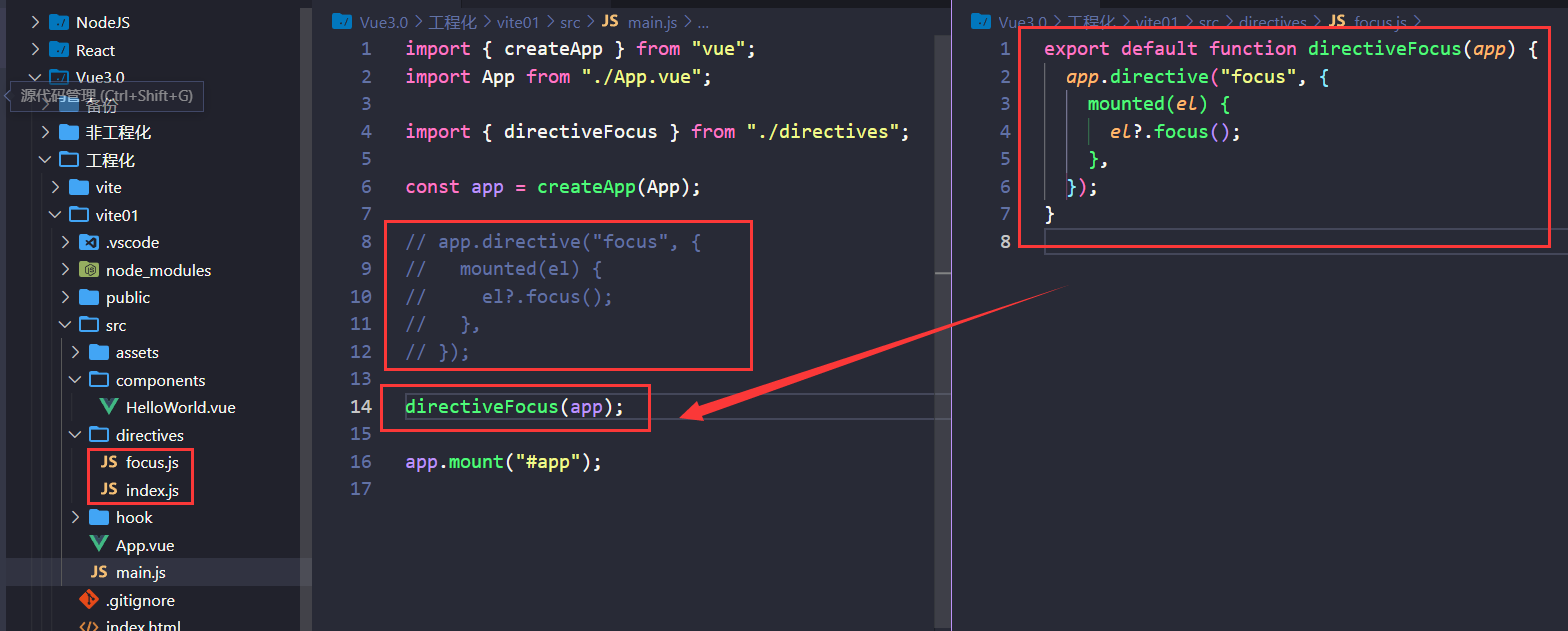 NodeJS
React
Vue3.0
源代码管理 (Ctrl+Shift+G)
备份
非工程化
工程化
vite
vite01
.vscode
node_modules
public
src
assets
components
HelloWorld.vue
directives
JS focus.js
JS index.js
hook
App.vue
JS main.js
.gitignore
index.html
Vue3.0 > 工程化 > vite01 > src > JS main.js > ...
1 import { createApp } from "vue";
2 import App from "./App.vue";
3
4 import { directiveFocus } from "./directives";
5
6 const app = createApp(App);
7
8 // app.directive("focus", {
9 //   mounted(el) {
10 //     el?.focus();
11 //   },
12 // });
13
14 directiveFocus(app);
15
16 app.mount("#app");
17
Vue3.0 > 工程化 > vite01 > src > directives > JS focus.js >
1 export default function directiveFocus(app) {
2   app.directive("focus", {
3     mounted(el) {
4       el?.focus();
5     },
6   });
7 }
8